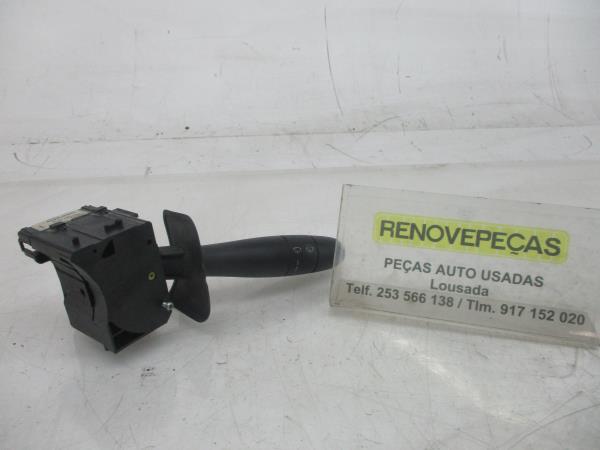 RENOVEPEÇAS
PEÇAS AUTO USADAS
Lousada
Telf. 253 566 138 / Tlm. 917 152 020